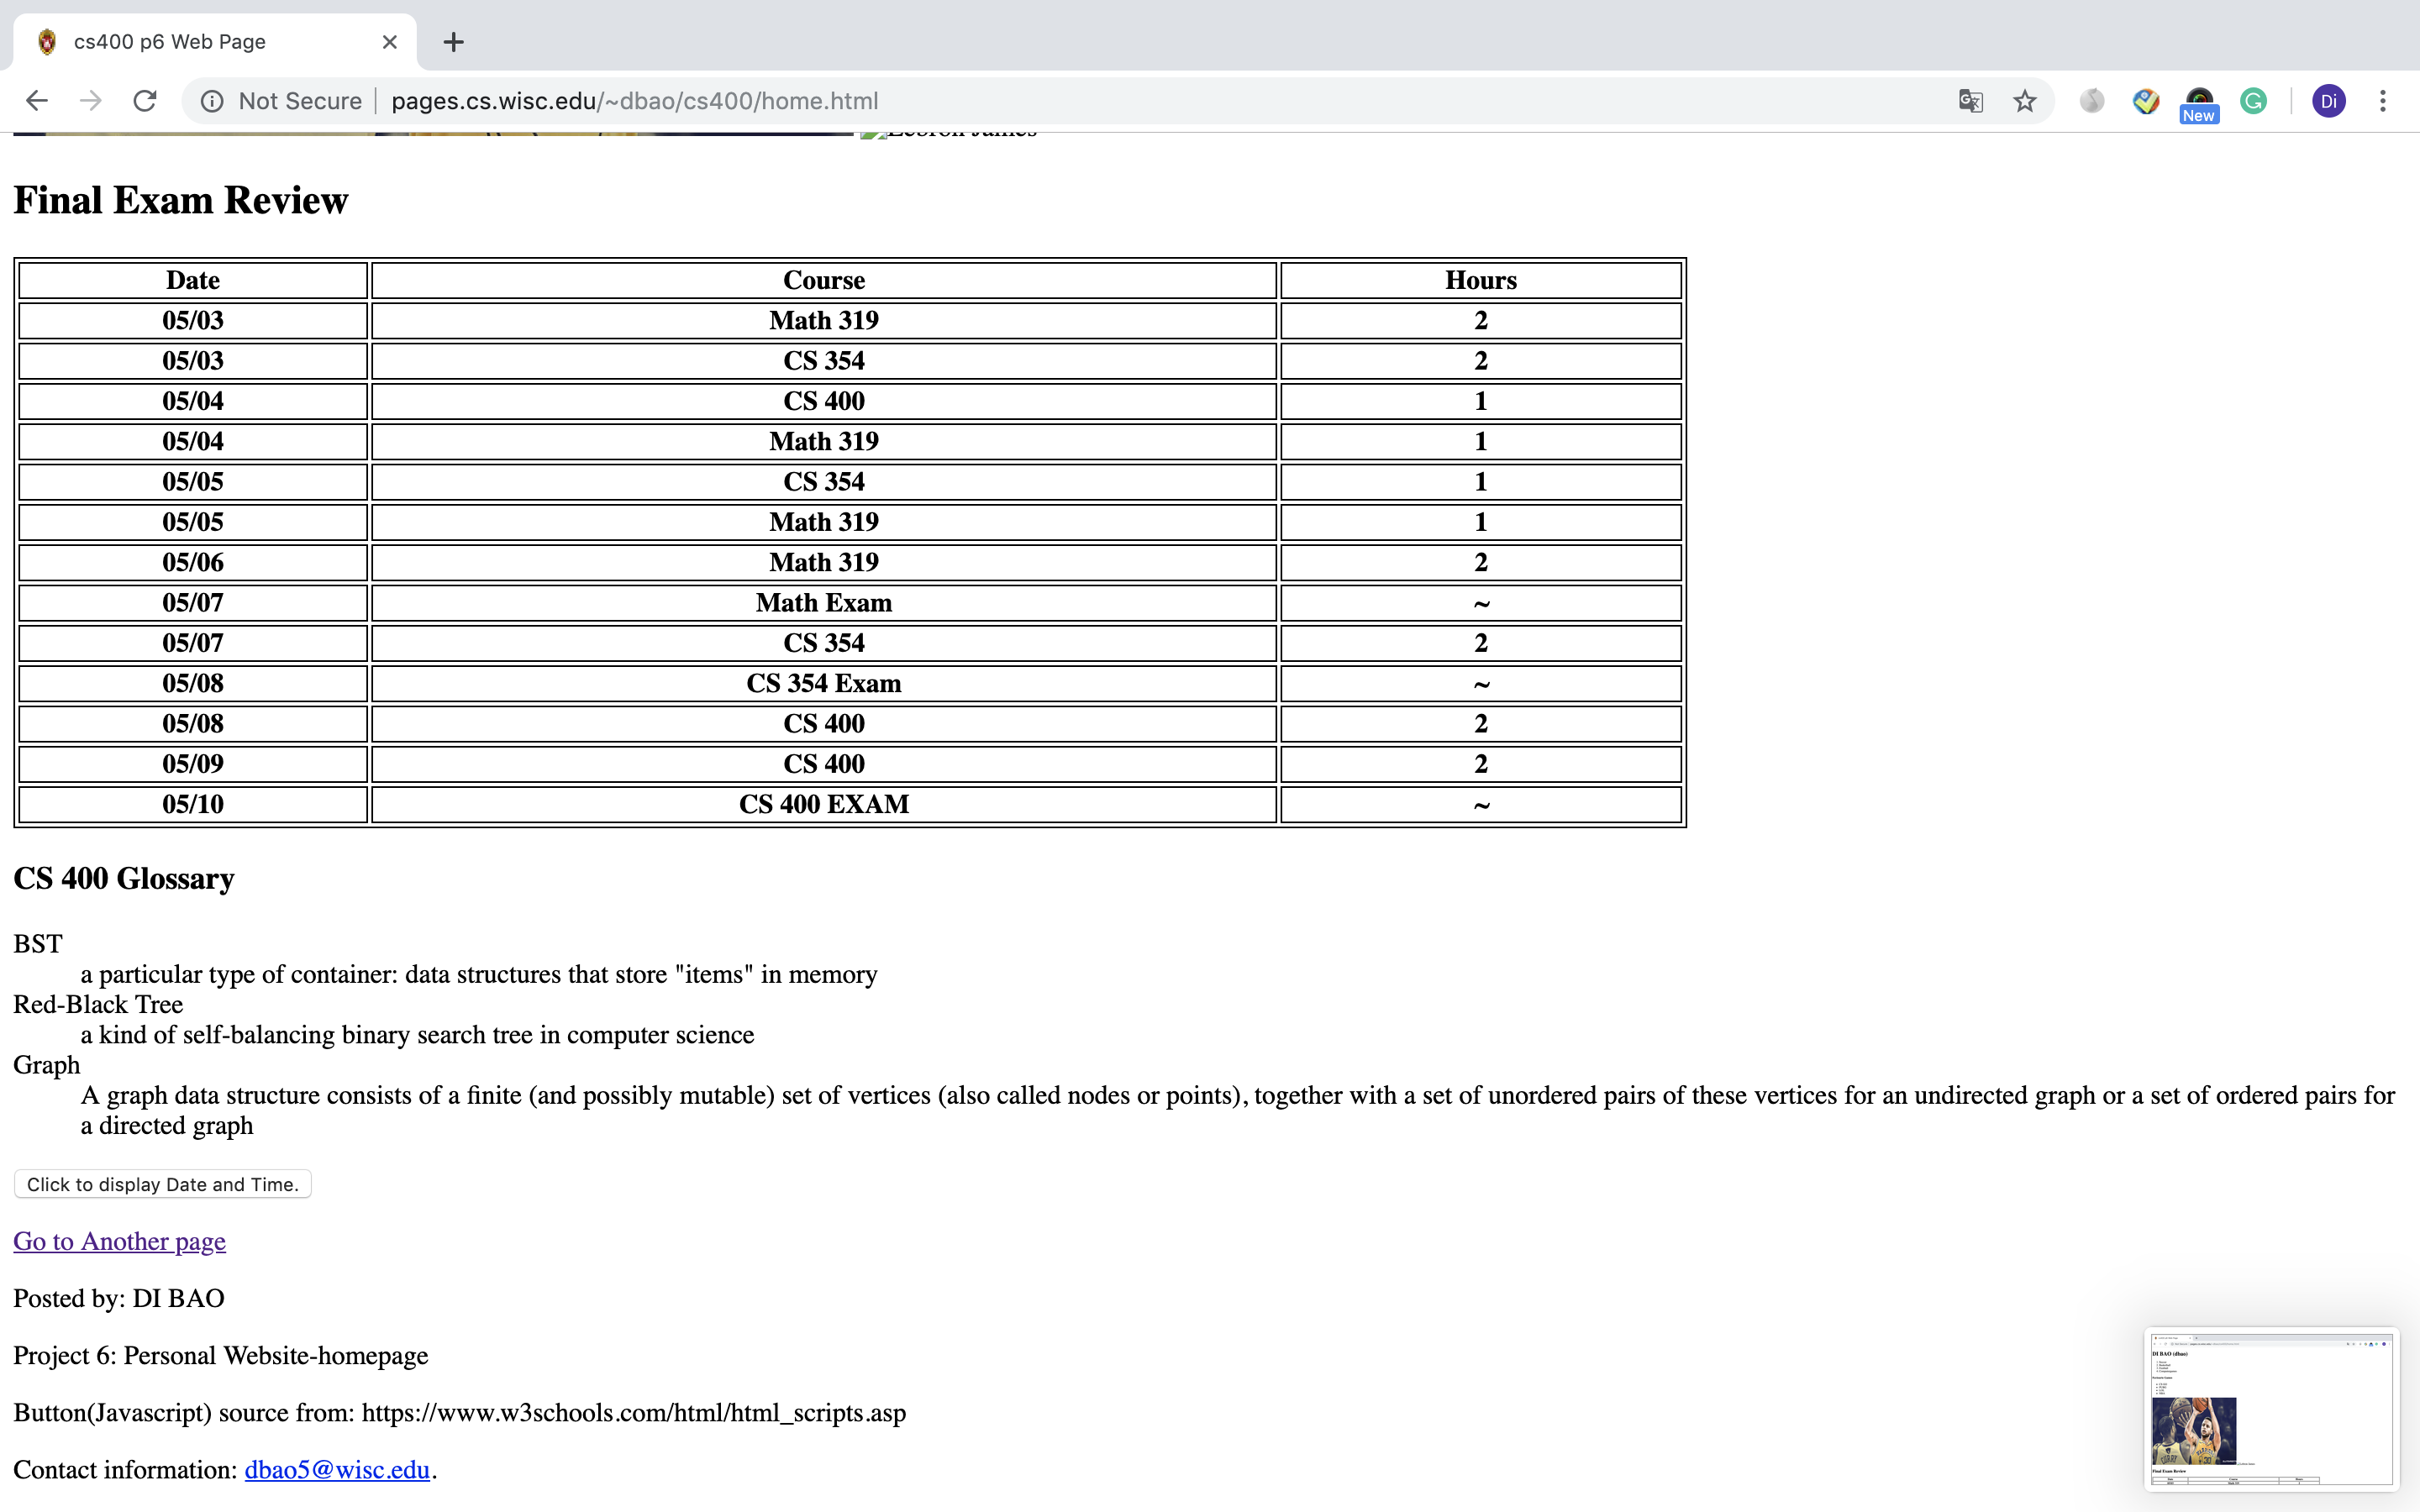 cs400 p6 Web Page
Not Secure pages.cs.wisc.edu/~dbao/cs400/home.html
New
Di
Lebron James
Final Exam Review
Date Course Hours
05/03 Math 319 2
05/03 CS 354 2
05/04 CS 400 1
05/04 Math 319 1
05/05 CS 354 1
05/05 Math 319 1
05/06 Math 319 2
05/07 Math Exam ~
05/07 CS 354 2
05/08 CS 354 Exam ~
05/08 CS 400 2
05/09 CS 400 2
05/10 CS 400 EXAM ~
CS 400 Glossary
BST
a particular type of container: data structures that store "items" in memory
Red-Black Tree
a kind of self-balancing binary search tree in computer science
Graph
A graph data structure consists of a finite (and possibly mutable) set of vertices (also called nodes or points), together with a set of unordered pairs of these vertices for an undirected graph or a set of ordered pairs for
a directed graph
Click to display Date and Time.
Go to Another page
Posted by: DI BAO
Project 6: Personal Website-homepage
Button(Javascript) source from: https://www.w3schools.com/html/html_scripts.asp
Contact information: dbao5@wisc.edu.
DI BAO (dbao)
Final Exam Review